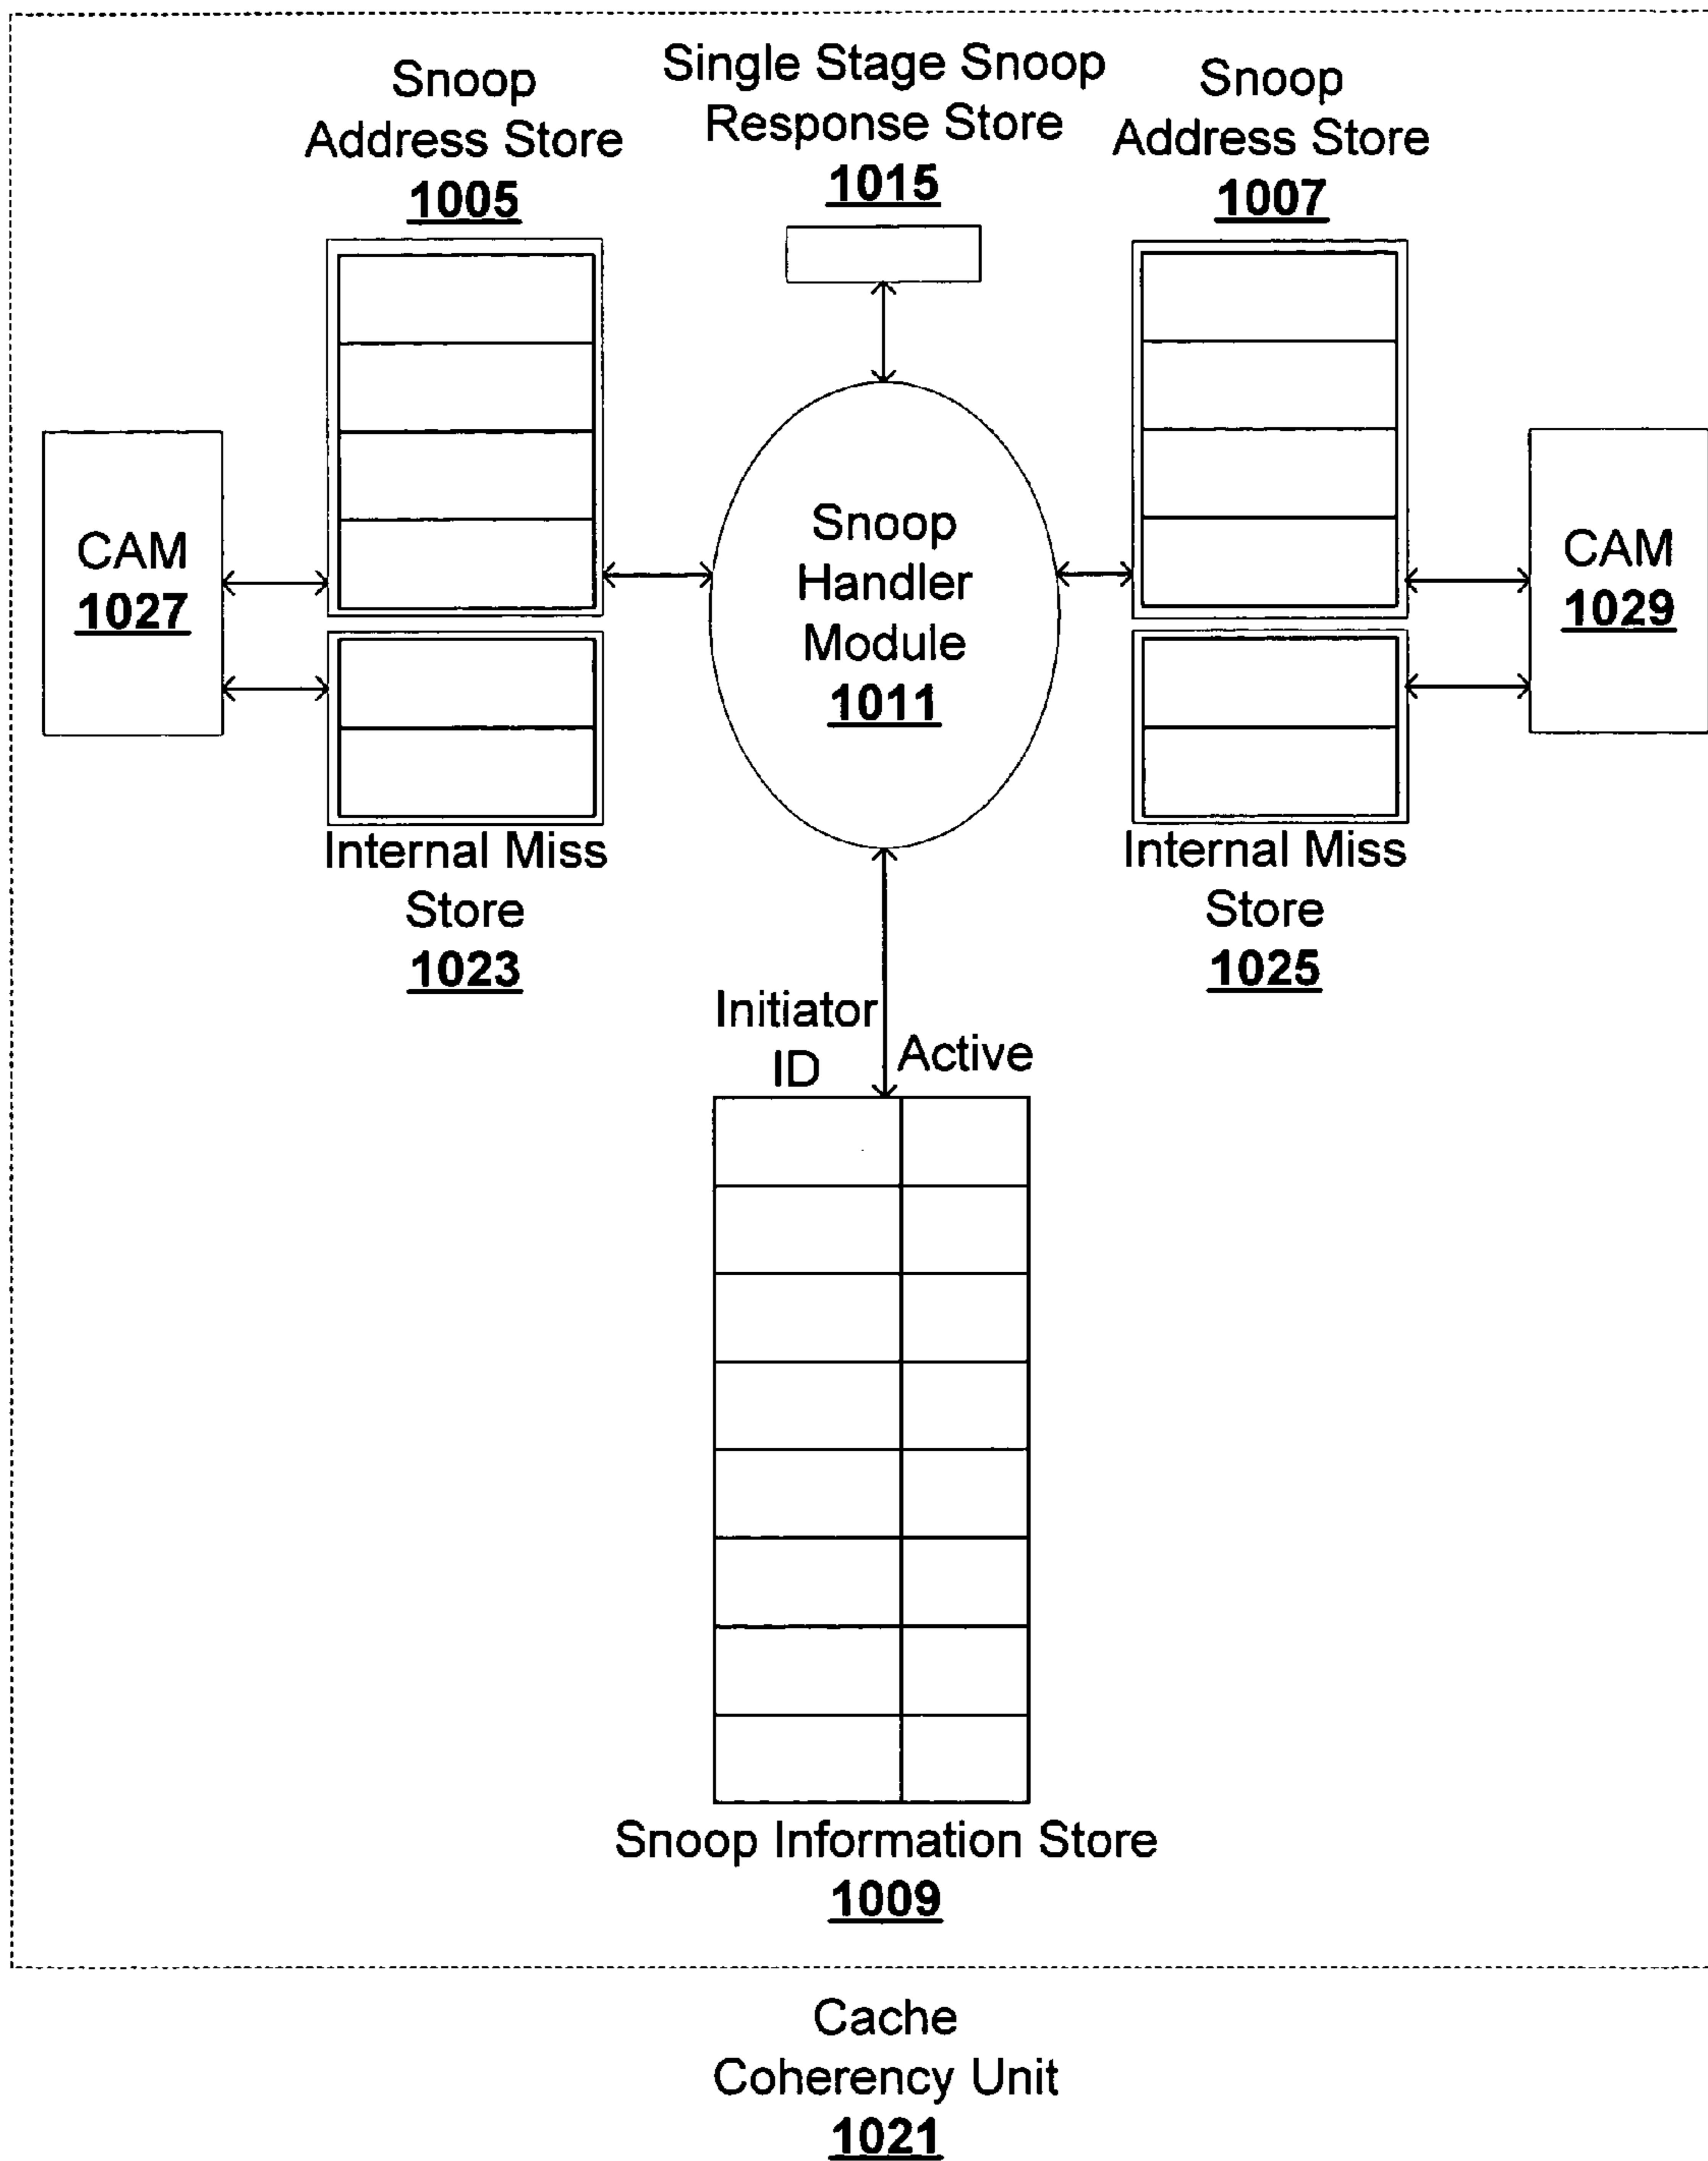 Snoop
Address Store
1005
Single Stage Snoop
Response Store
1015
Snoop
Address Store
1007
CAM
1027
Snoop
Handler
Module
1011
CAM
1029
Internal Miss
Store
1023
Internal Miss
Store
1025
Initiator
ID
Active
Snoop Information Store
1009
Cache
Coherency Unit
1021